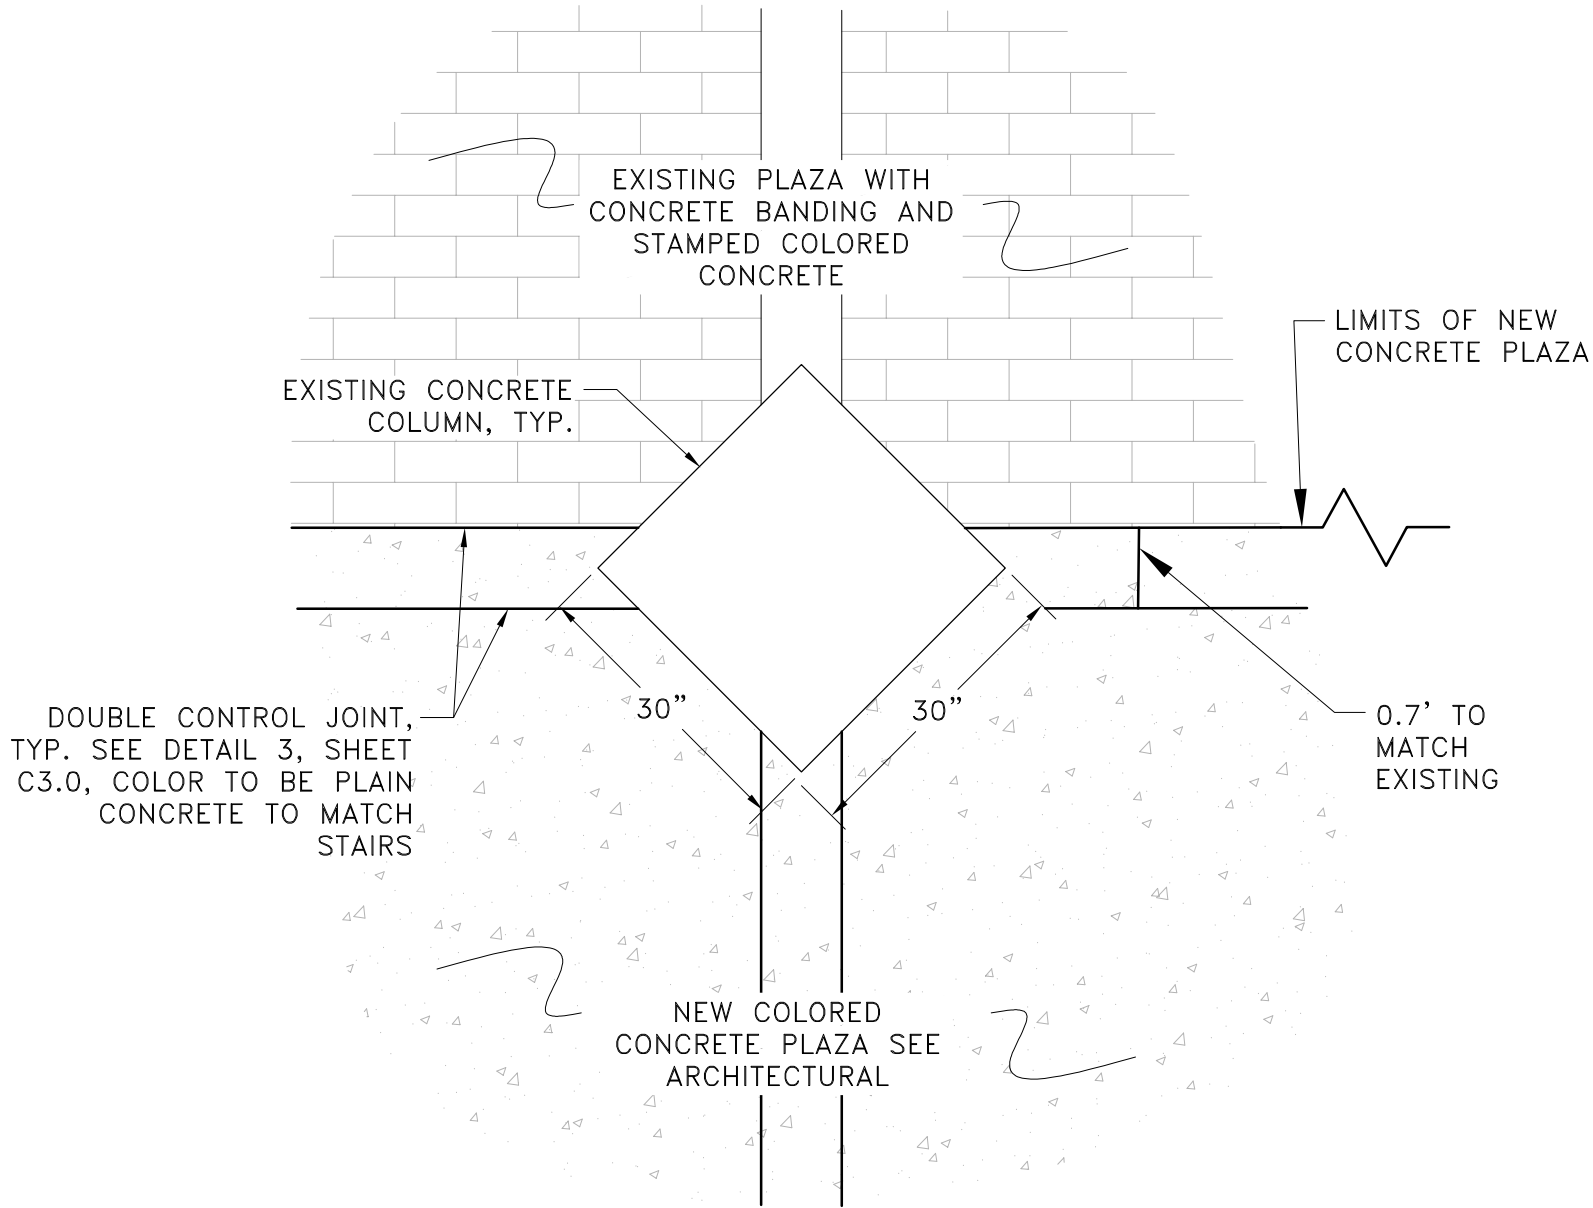 EXISTING PLAZA WITH
CONCRETE BANDING AND
STAMPED COLORED
CONCRETE
LIMITS OF NEW
CONCRETE PLAZA
EXISTING CONCRETE
COLUMN, TYP.
30”
30”
DOUBLE CONTROL JOINT,
TYP. SEE DETAIL 3, SHEET
C3.0, COLOR TO BE PLAIN
CONCRETE TO MATCH
STAIRS
0.7’ TO
MATCH
EXISTING
NEW COLORED
CONCRETE PLAZA SEE
ARCHITECTURAL